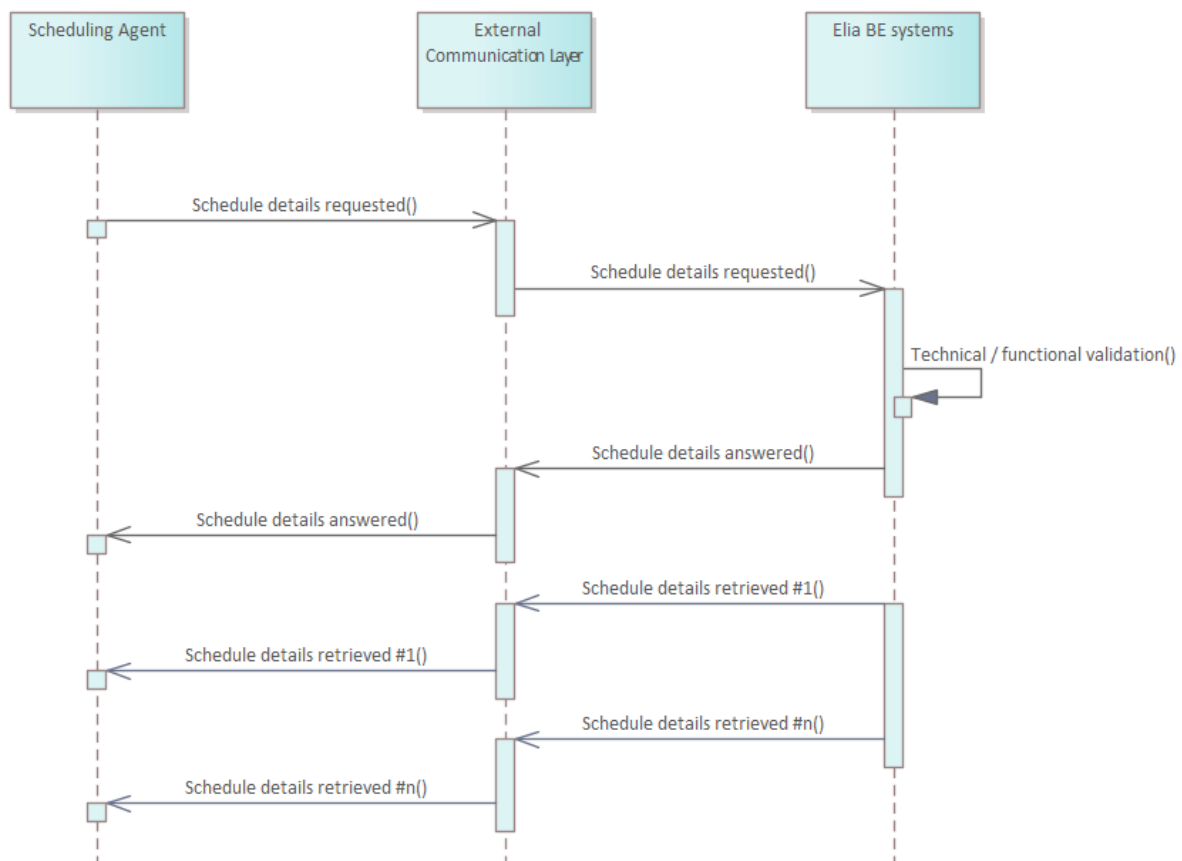 Scheduling Agent
External
Communication Layer
Elia BE systems
Schedule details requested()
Schedule details requested()
Technical / functional validation()
Schedule details answered()
Schedule details answered()
Schedule details retrieved #1()
Schedule details retrieved #1()
Schedule details retrieved #n()
Schedule details retrieved #n()